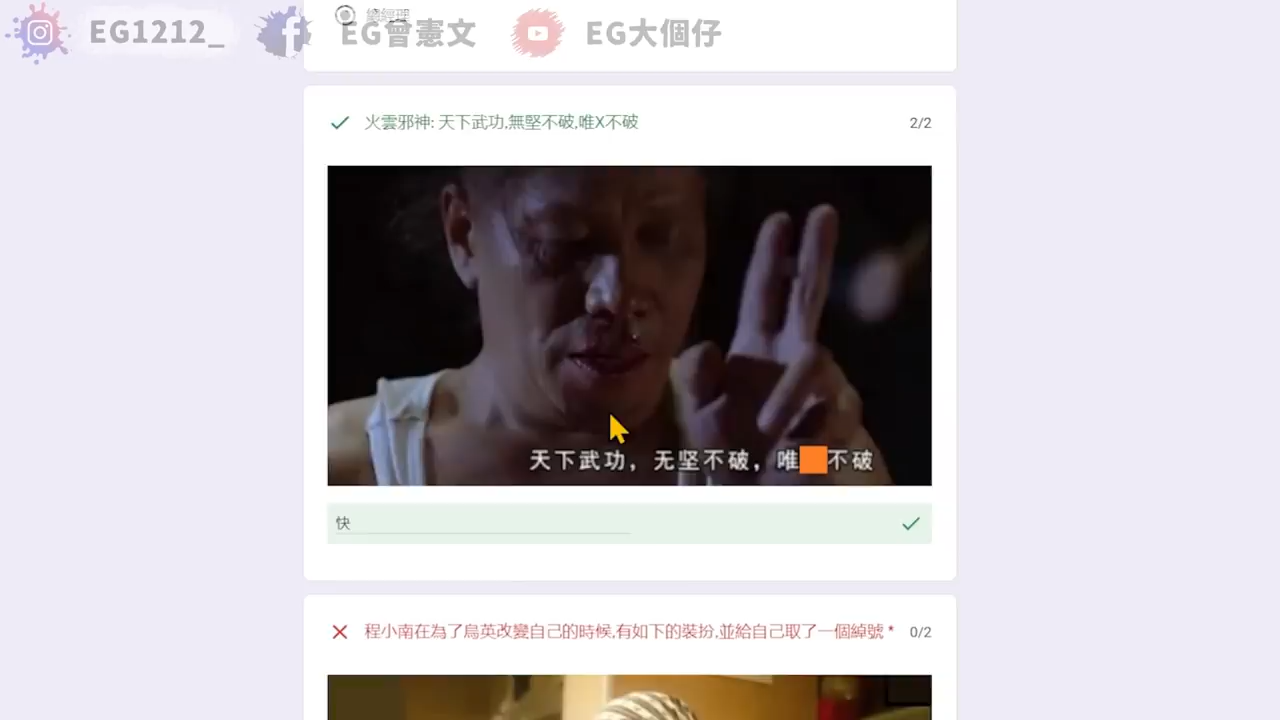 總經理
EG1212_
EG曾憲文
EG大個仔
火雲邪神: 天下武功,無堅不破,唯X不破
2/2
天下武功，无坚不破，唯 不破
快
程小南在為了烏英改變自己的時候,有如下的裝扮,並給自己取了一個綽號 *
0/2